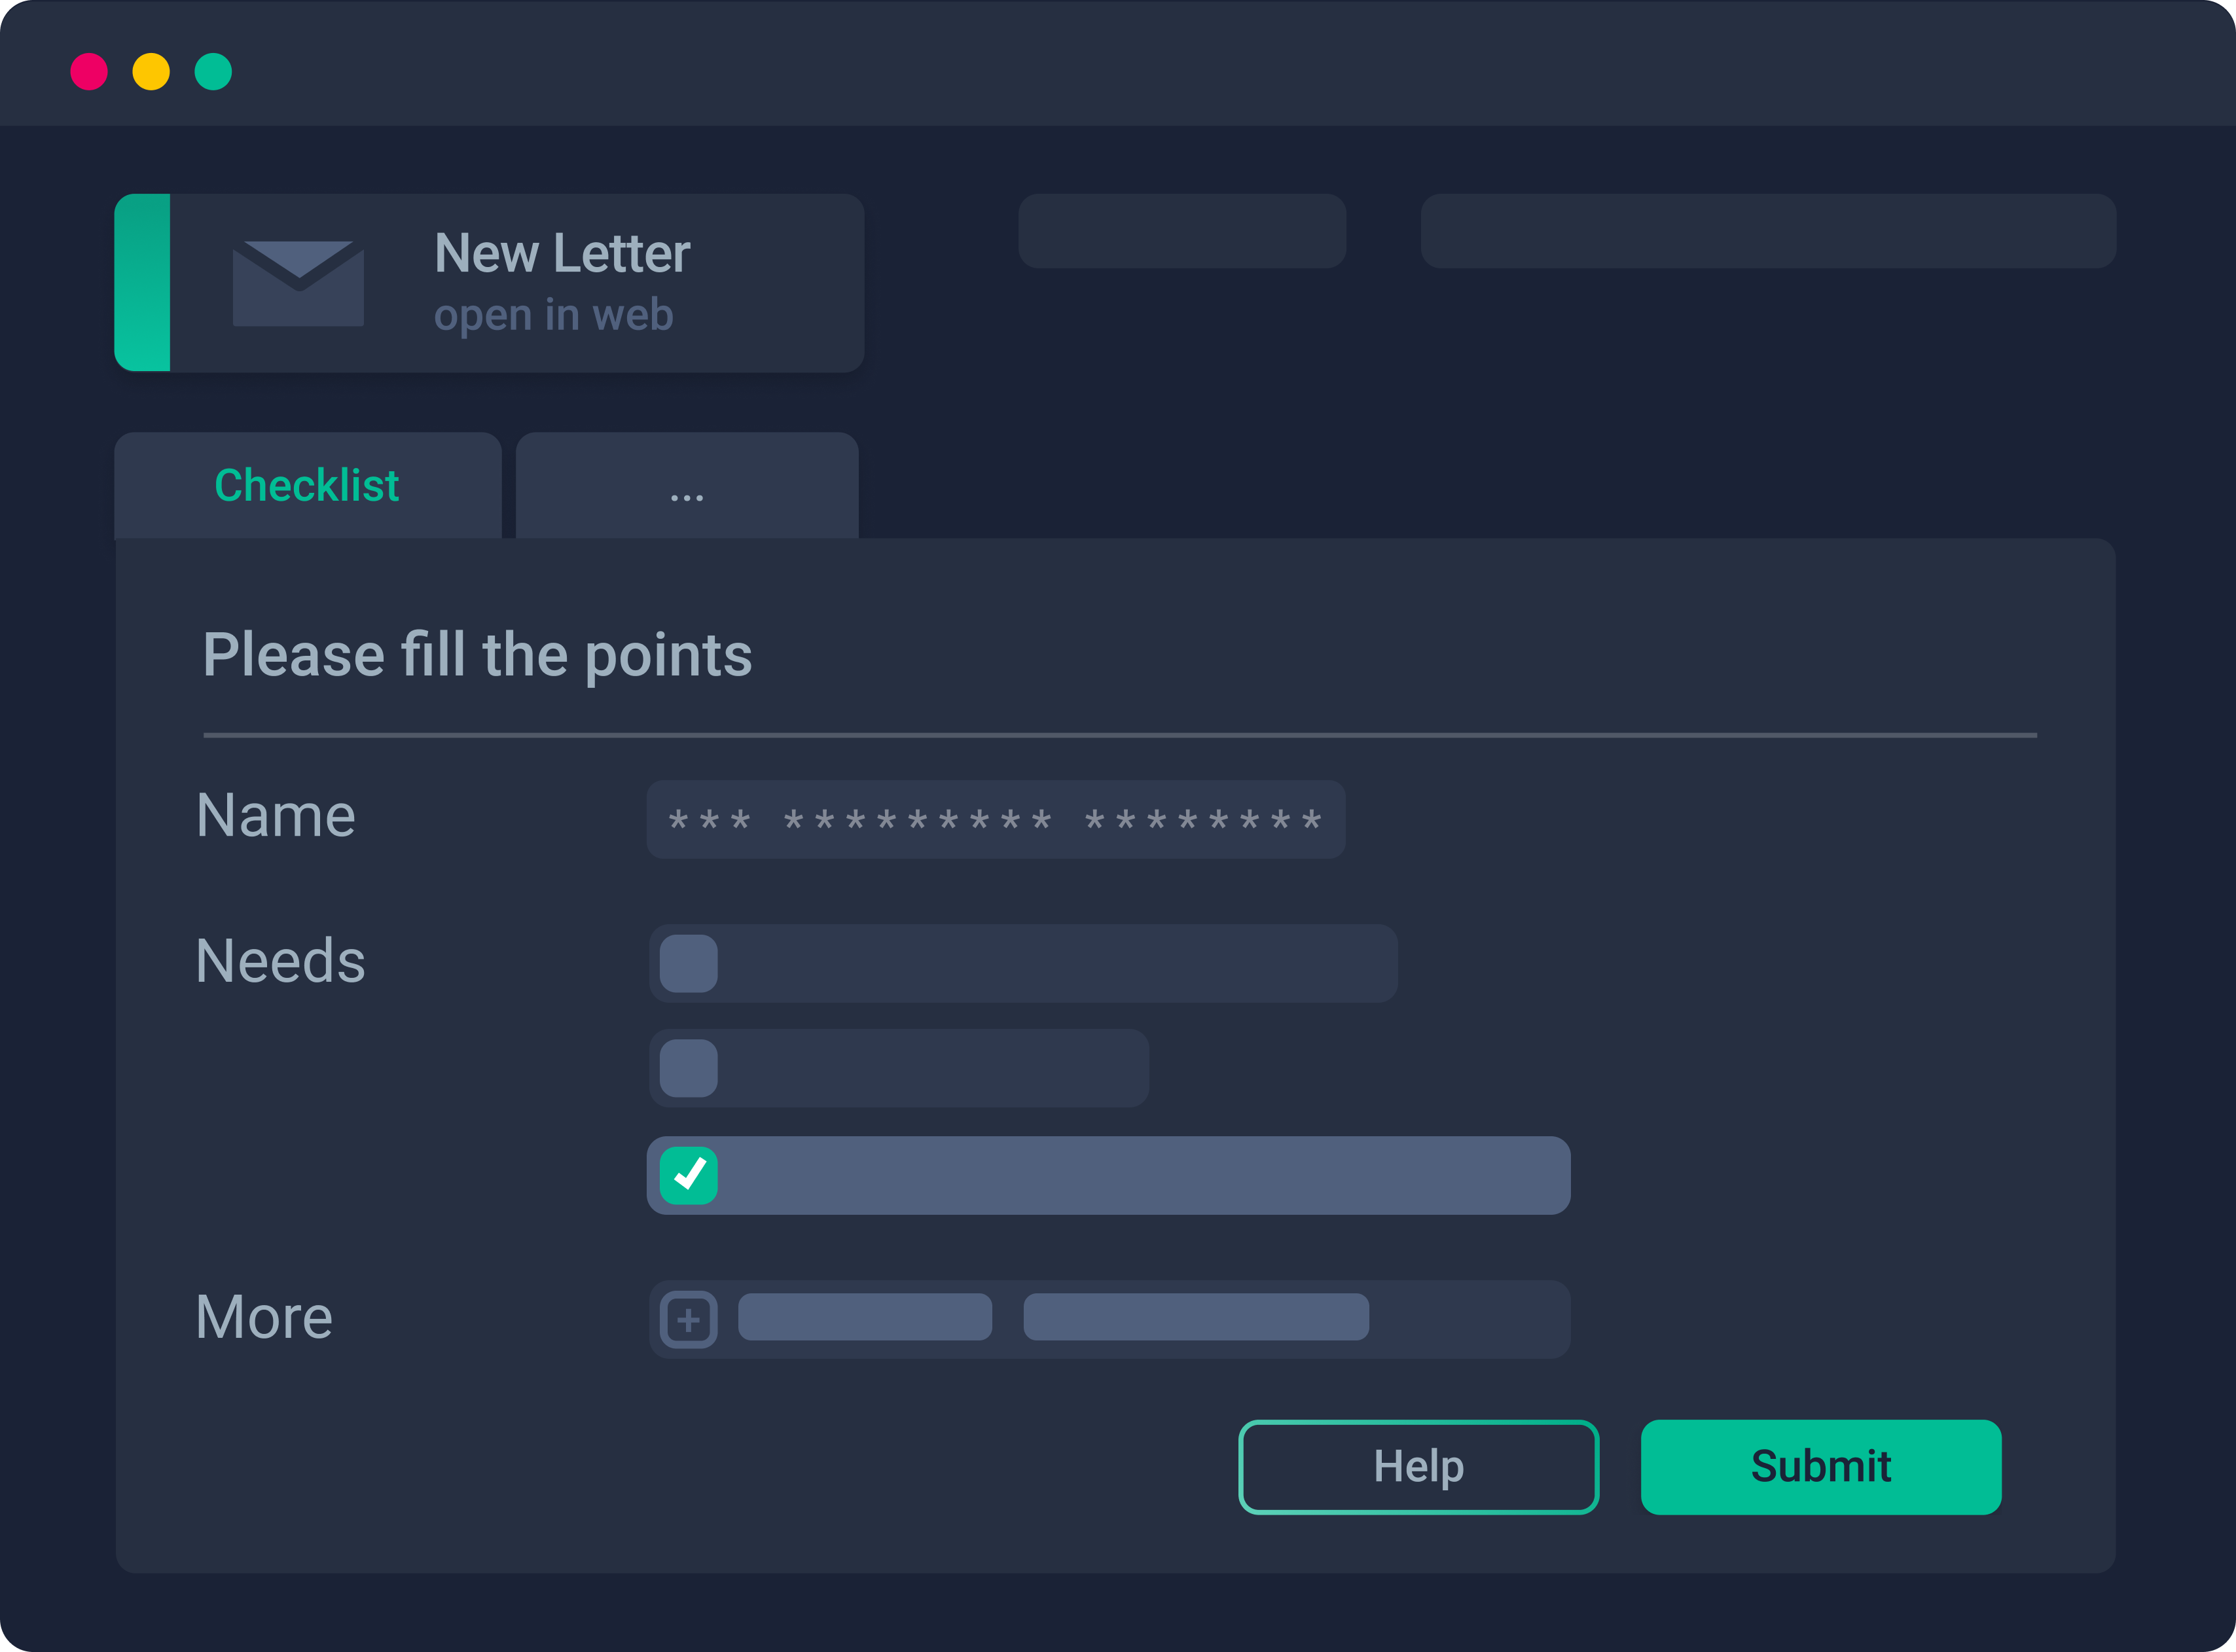 New Letter
open in web
Checklist
...
Please fill the points
Name
*** ********* ********
Needs
More
Help
Submit